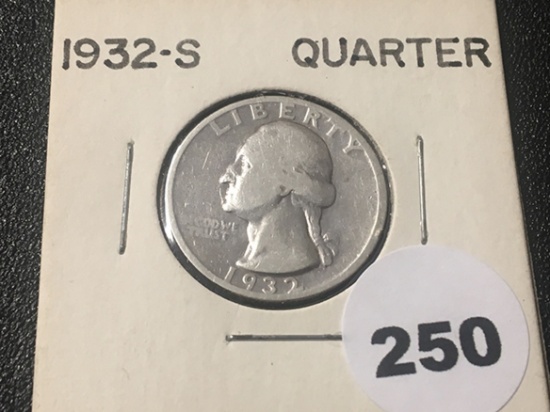 1932-S QUARTER
LIBERTY
IN GOD WE
TRUST
1932
250